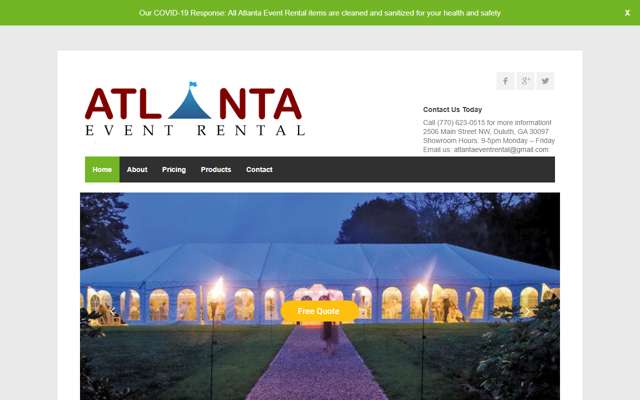 Our COVID-19 Response: All Atlanta Event Rental items are cleaned and sanitized for your health and safety
x
ATLANTA
EVENT RENTAL
Contact Us Today
Call (770) 623-0515 for more information!
2506 Main Street NW, Duluth, GA 30097
Showroom Hours: 9-5pm Monday – Friday
Email us: atlantaeventrental@gmail.com
Home About Pricing Products Contact
Free Quote